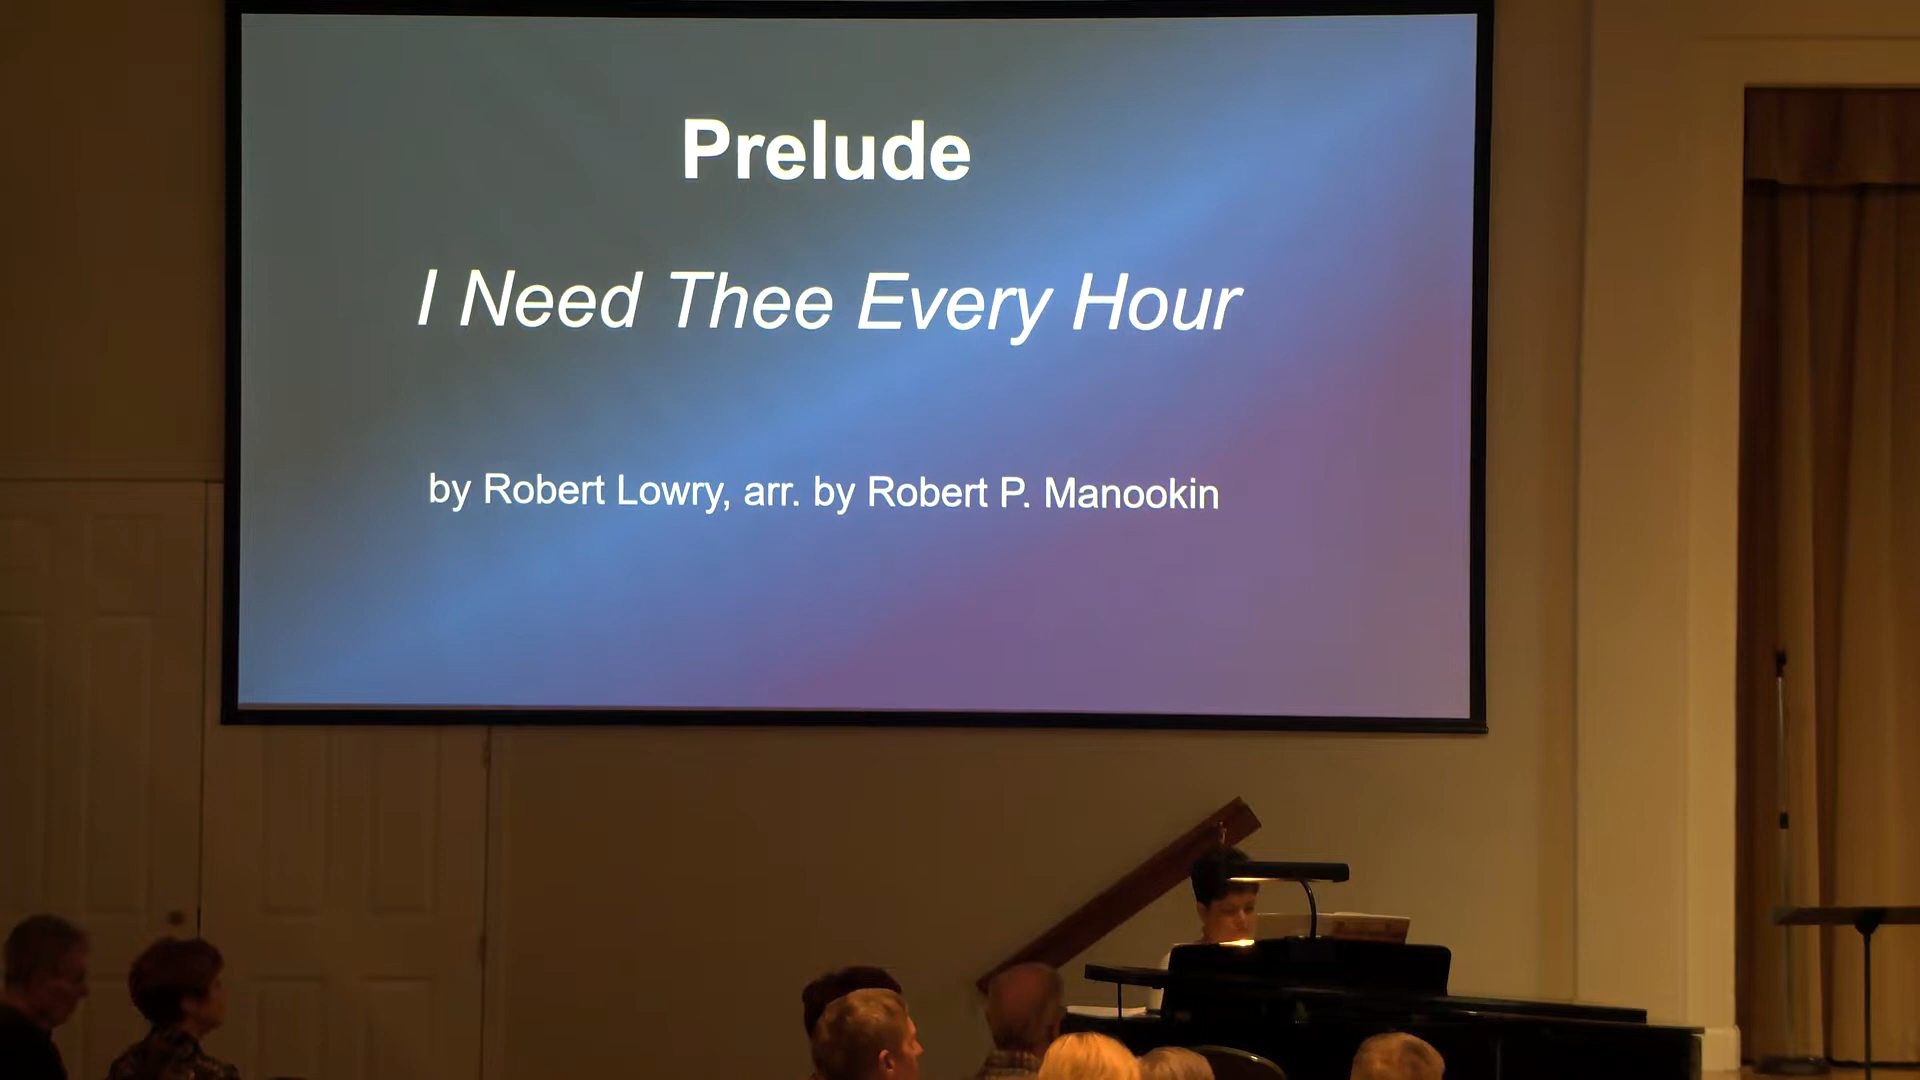 Prelude
I Need Thee Every Hour
by Robert Lowry, arr. by Robert P. Manookin